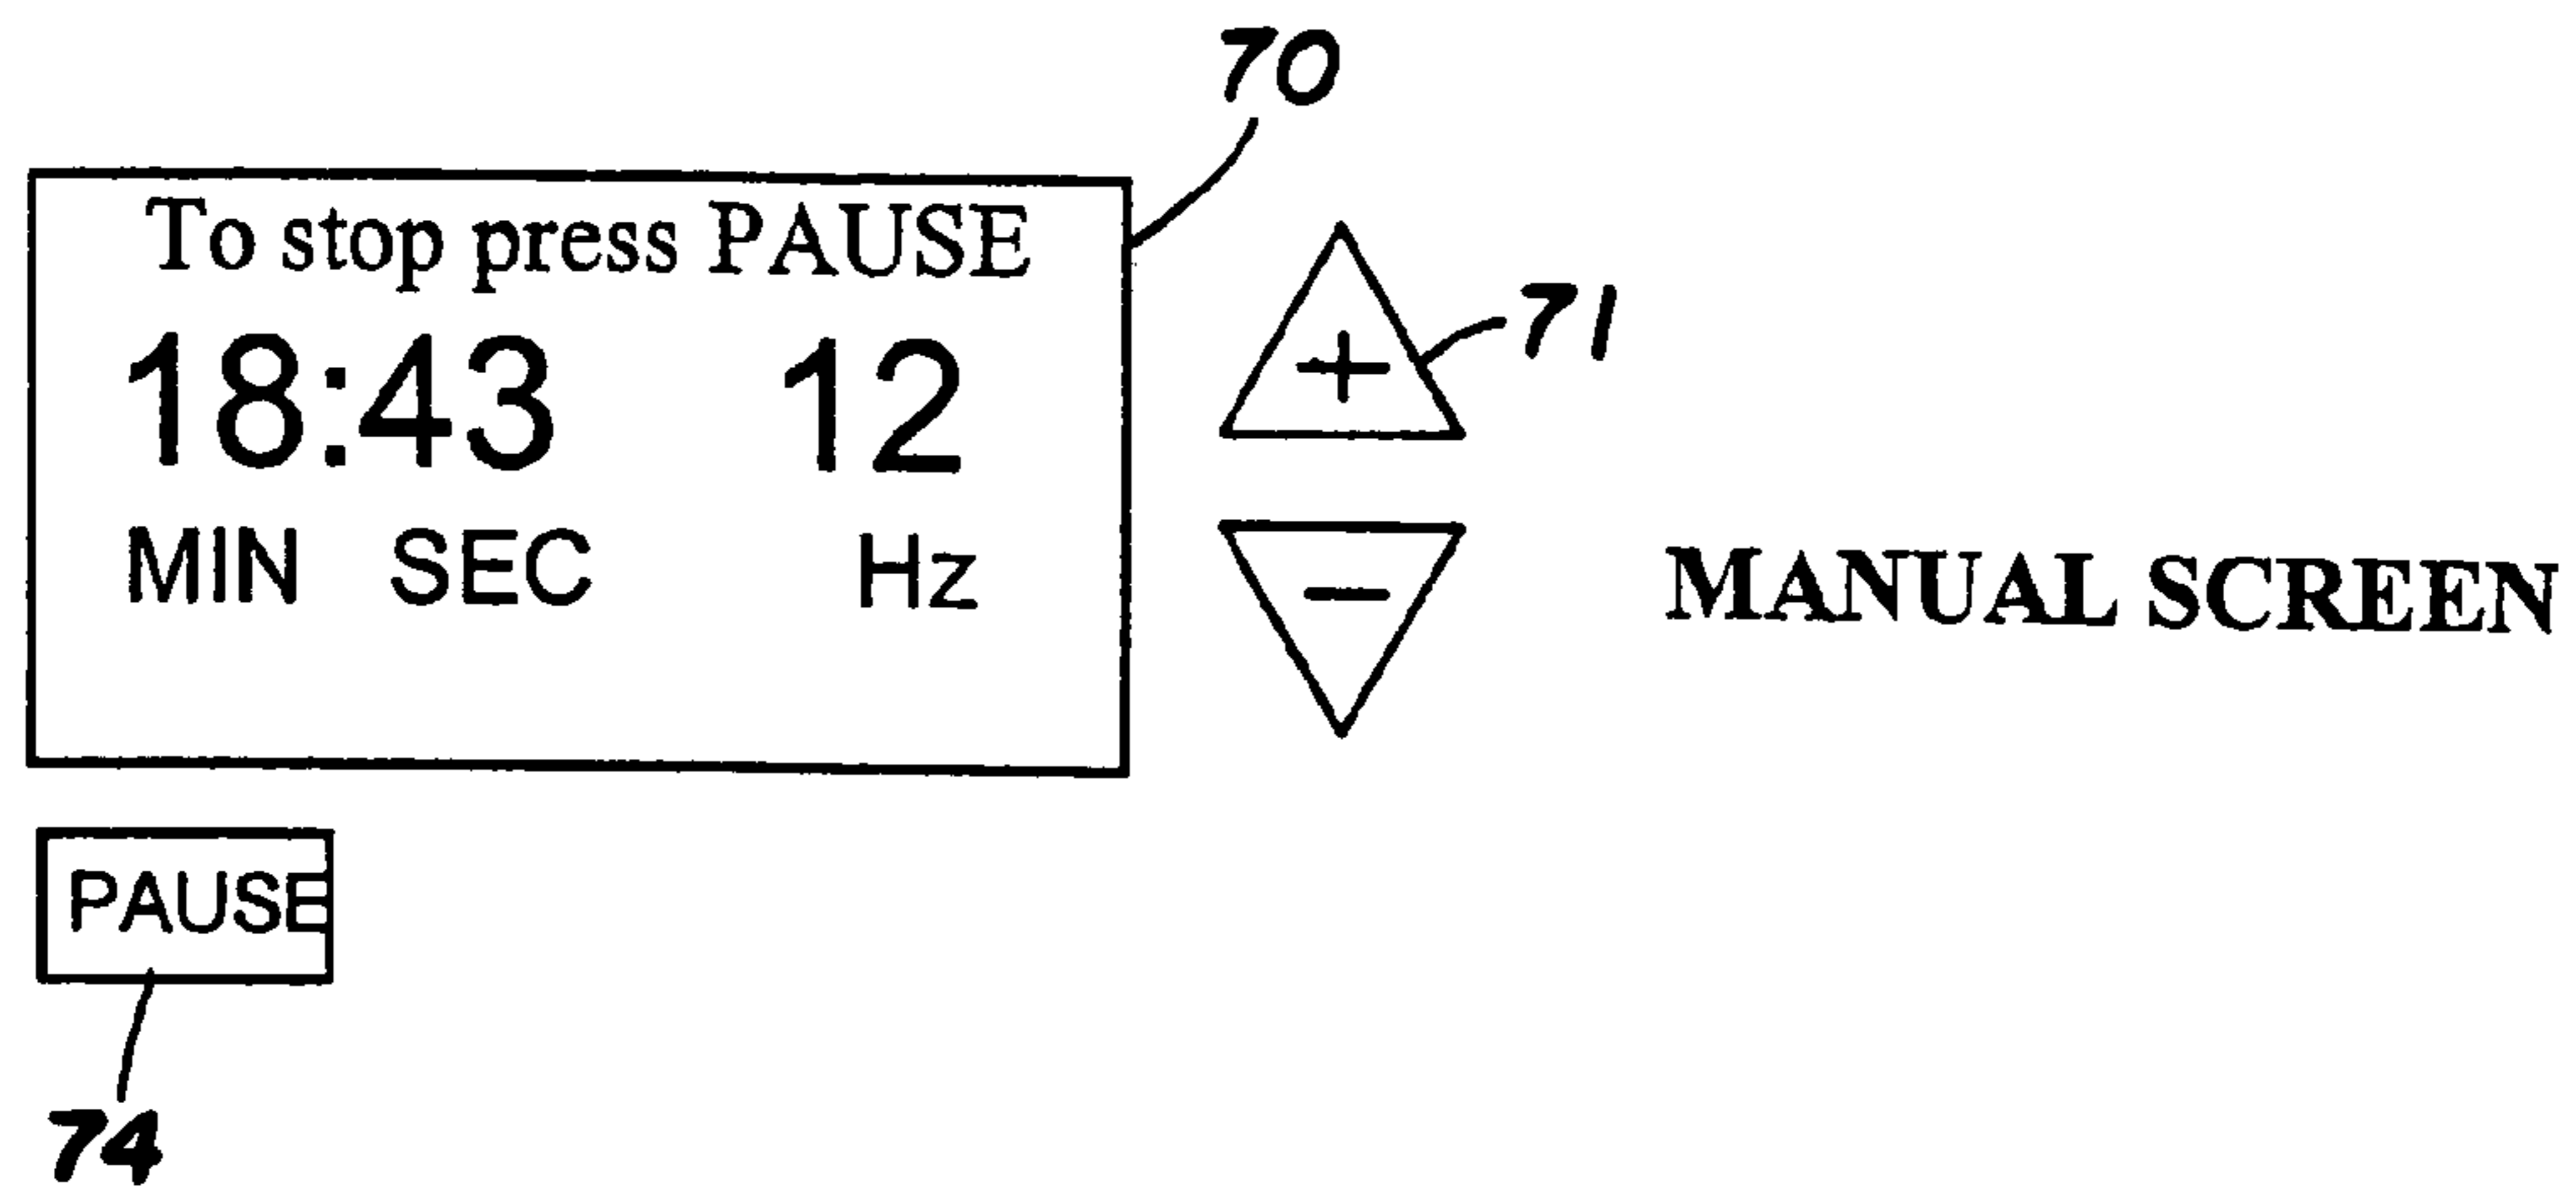 70
To stop press PAUSE
71
18:43 12
+
MIN SEC Hz
-
MANUAL SCREEN
PAUSE
74